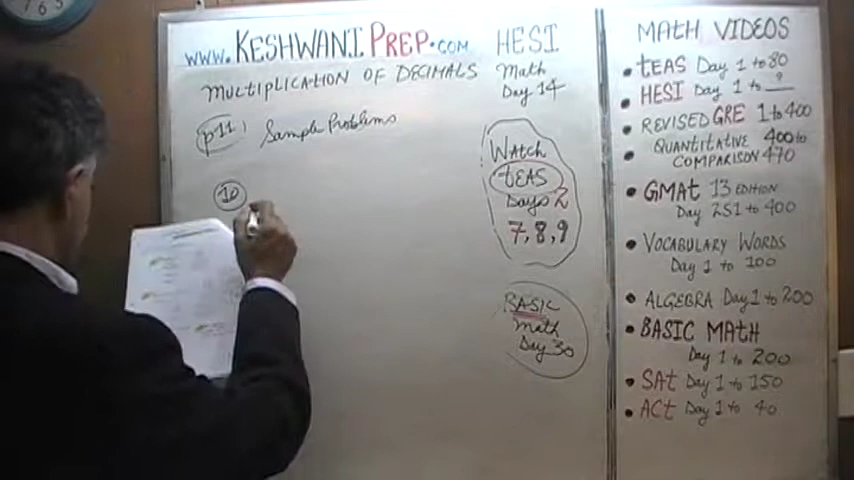 www.KESHWANIPREP.COM
MULTIPLICATION OF DECIMALS
p11 Sample Problems
10
HESI
Math
Day 14
WATCH
tEAS
Days 2
7,8,9
BASIC
math
Day 30
MATH VIDEOS
• tEAS Day 1 to 80
• HESI Day 1 to ?
• REVISED GRE 1 to 400
• QUANTITATIVE 400 to
COMPARISON 470
• GMAt 13 EDITION
Day 251 to 400
• VOCABULARY WORDS
Day 1 to 100
• ALGEBRA Day 1 to 200
• BASIC MATH
Day 1 to 200
• SAt Day 1 to 150
• ACt Day 1 to 40